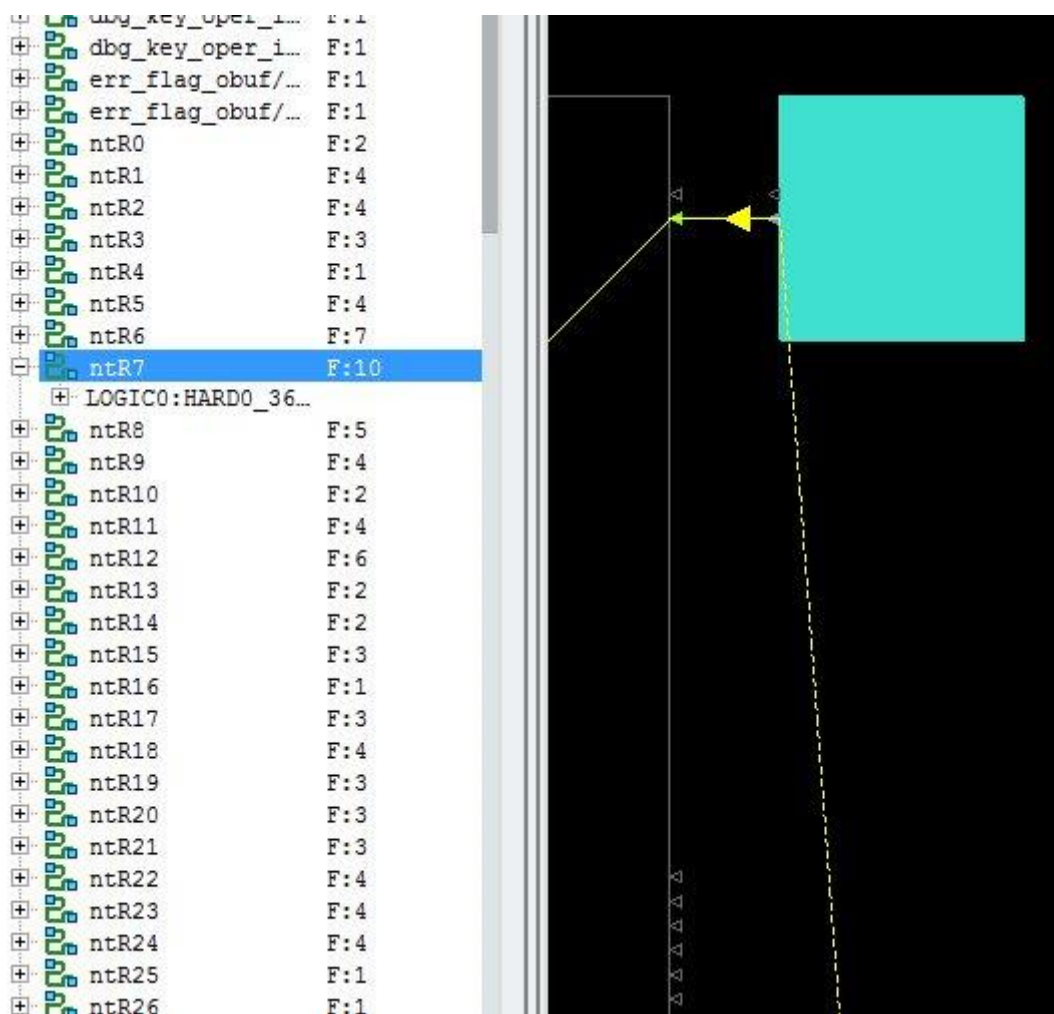 dbg_key_oper_i… F:1
dbg_key_oper_i… F:1
err_flag_obuf/… F:1
err_flag_obuf/… F:1
ntR0 F:2
ntR1 F:4
ntR2 F:4
ntR3 F:3
ntR4 F:1
ntR5 F:4
ntR6 F:7
ntR7 F:10
LOGIC0:HARD0_36…
ntR8 F:5
ntR9 F:4
ntR10 F:2
ntR11 F:4
ntR12 F:6
ntR13 F:2
ntR14 F:2
ntR15 F:3
ntR16 F:1
ntR17 F:3
ntR18 F:4
ntR19 F:3
ntR20 F:3
ntR21 F:3
ntR22 F:4
ntR23 F:4
ntR24 F:4
ntR25 F:1
ntR26 F:1